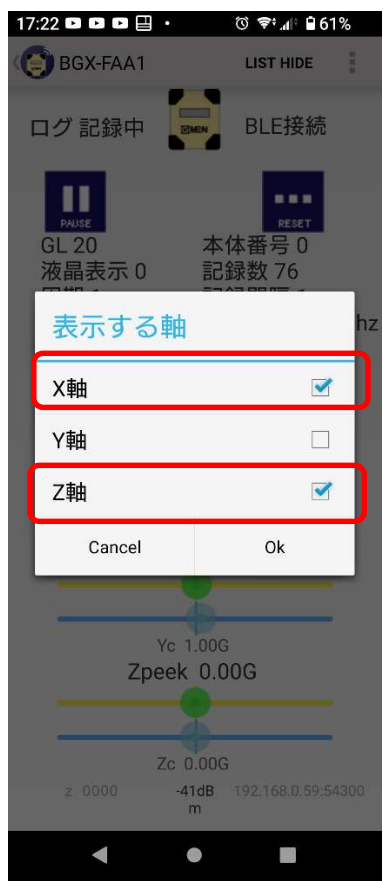 17:22 61%
BGX-FAA1 LIST HIDE
ログ 記録中 OMEN BLE接続
PAUSE RESET
GL 20 本体番号 0
液晶表示 0 記録数 76
hz
表示する軸
X軸
Y軸
Z軸
Cancel Ok
Yc 1.00G
Zpeek 0.00G
Zc 0.00G
z 0000 -41dB 192.168.0.59:54300
m